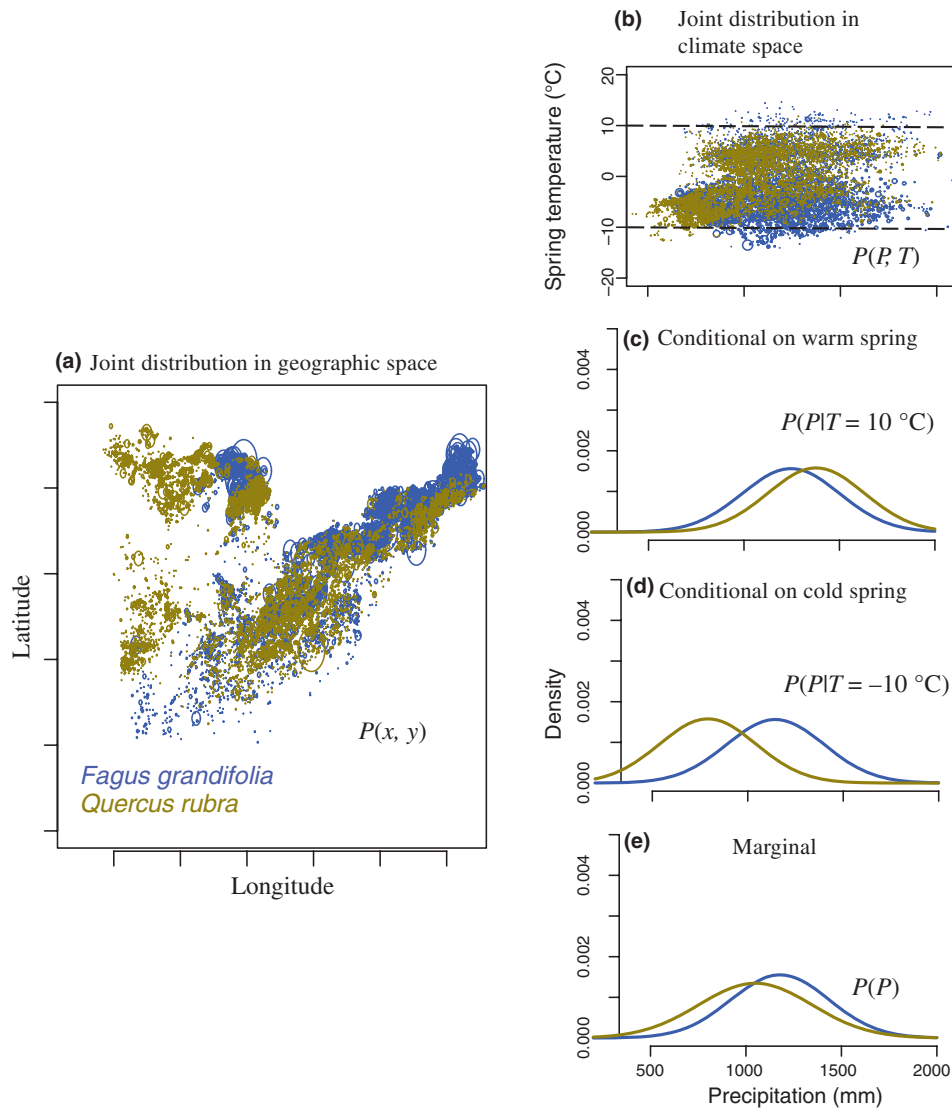 (b) Joint distribution in
climate space
Spring temperature (°C)
20
10
0
−10
−20
P(P, T)
(a) Joint distribution in geographic space
Latitude
P(x, y)
Fagus grandifolia
Quercus rubra
Longitude
(c) Conditional on warm spring
0.004
0.002
0.000
P(P|T = 10 °C)
(d) Conditional on cold spring
Density
0.004
0.002
0.000
P(P|T = –10 °C)
(e) Marginal
0.004
0.002
0.000
P(P)
500 1000 1500 2000
Precipitation (mm)